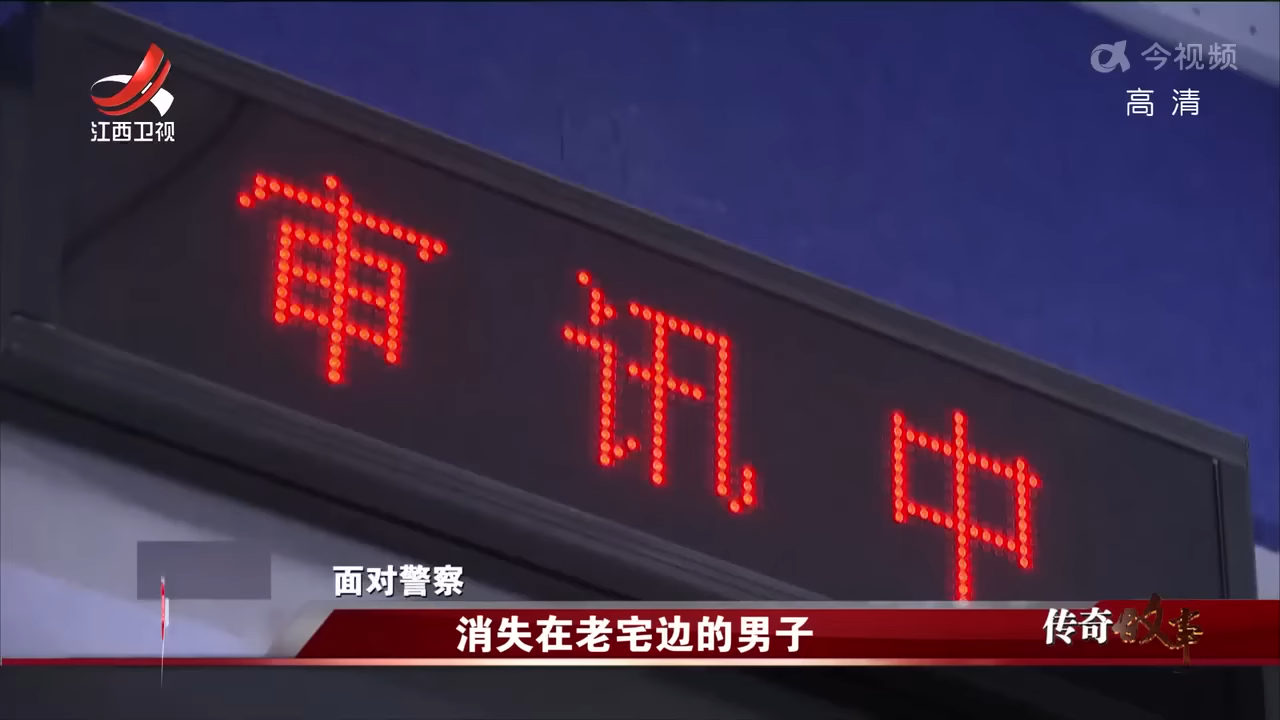 江西卫视
今视频
高清
审讯中
面对警察
消失在老宅边的男子
传奇故事